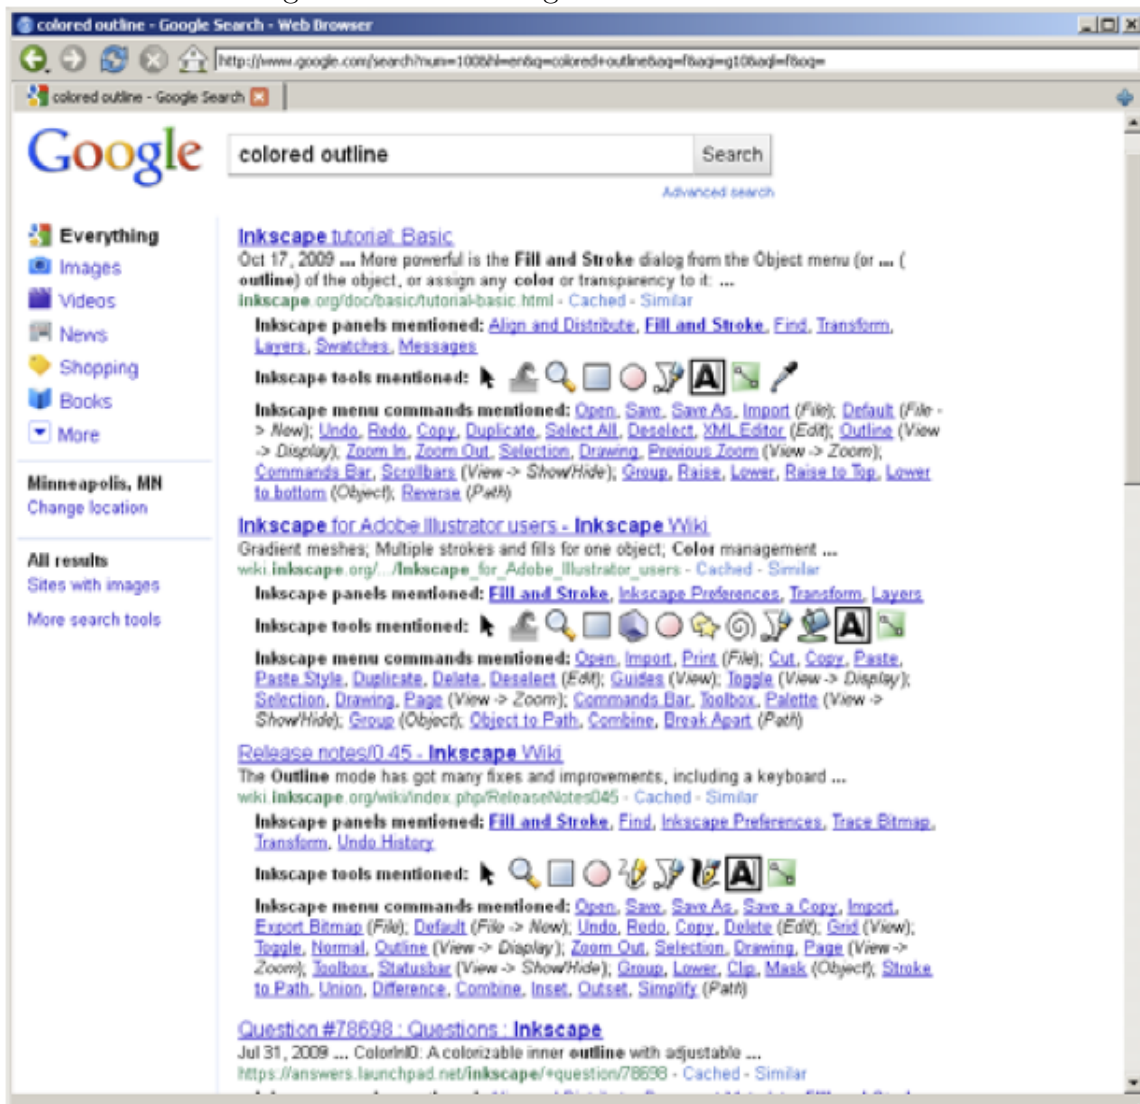 colored outline - Google Search - Web Browser
http://www.google.com/search?num=100&hl=en&q=colored+outline&aq=f&aqi=g10&aql=f&oq=
colored outline - Google Search
Google
colored outline
Search
Advanced search
Everything
Images
Videos
News
Shopping
Books
More
Minneapolis, MN
Change location
All results
Sites with images
More search tools
Inkscape tutorial: Basic
Oct 17, 2009 ... More powerful is the Fill and Stroke dialog from the Object menu (or ... (
outline) of the object, or assign any color or transparency to it: ...
inkscape.org/doc/basic/tutorial-basic.html - Cached - Similar
Inkscape panels mentioned: Align and Distribute, Fill and Stroke, Find, Transform,
Layers, Swatches, Messages
Inkscape tools mentioned:
Inkscape menu commands mentioned: Open, Save, Save As, Import (File); Default (File -
> New); Undo, Redo, Copy, Duplicate, Select All, Deselect, XML Editor (Edit); Outline (View
-> Display); Zoom In, Zoom Out, Selection, Drawing, Previous Zoom (View -> Zoom);
Commands Bar, Scrollbars (View -> Show/Hide); Group, Raise, Lower, Raise to Top, Lower
to bottom (Object); Reverse (Path)
Inkscape for Adobe Illustrator users - Inkscape Wiki
Gradient meshes; Multiple strokes and fills for one object; Color management ...
wiki.inkscape.org/.../Inkscape_for_Adobe_Illustrator_users - Cached - Similar
Inkscape panels mentioned: Fill and Stroke, Inkscape Preferences, Transform, Layers
Inkscape tools mentioned:
Inkscape menu commands mentioned: Open, Import, Print (File); Cut, Copy, Paste,
Paste Style, Duplicate, Delete, Deselect (Edit); Guides (View); Toggle (View -> Display);
Selection, Drawing, Page (View -> Zoom); Commands Bar, Toolbox, Palette (View ->
Show/Hide); Group (Object); Object to Path, Combine, Break Apart (Path)
Release notes/0.45 - Inkscape Wiki
The Outline mode has got many fixes and improvements, including a keyboard ...
wiki.inkscape.org/wiki/index.php/ReleaseNotes045 - Cached - Similar
Inkscape panels mentioned: Fill and Stroke, Find, Inkscape Preferences, Trace Bitmap,
Transform, Undo History
Inkscape tools mentioned:
Inkscape menu commands mentioned: Open, Save, Save As, Save a Copy, Import,
Export Bitmap (File); Default (File -> New); Undo, Redo, Copy, Delete (Edit); Grid (View);
Toggle, Normal, Outline (View -> Display); Zoom Out, Selection, Drawing, Page (View ->
Zoom); Toolbox, Statusbar (View -> Show/Hide); Group, Lower, Clip, Mask (Object); Stroke
to Path, Union, Difference, Combine, Inset, Outset, Simplify (Path)
Question #78698 : Questions : Inkscape
Jul 31, 2009 ... ColorInl0: A colorizable inner outline with adjustable ...
https://answers.launchpad.net/inkscape/+question/78698 - Cached - Similar